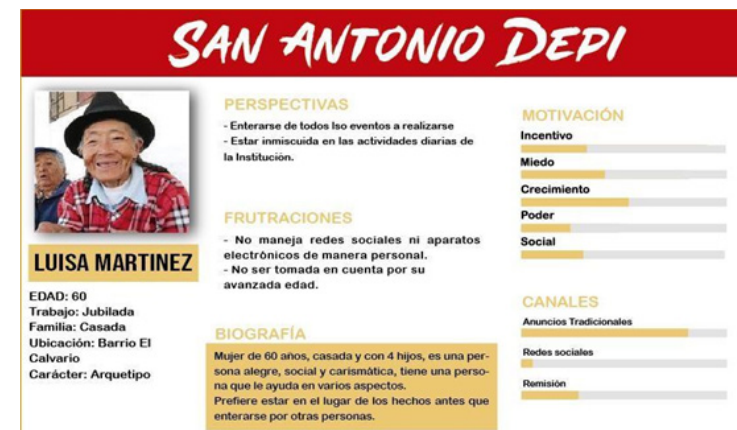 SAN ANTONIO DEPI
LUISA MARTINEZ
EDAD: 60
Trabajo: Jubilada
Familia: Casada
Ubicación: Barrio El
Calvario
Carácter: Arquetipo
PERSPECTIVAS
- Enterarse de todos lso eventos a realizarse
- Estar inmiscuida en las actividades diarias de
la Institución.
FRUTRACIONES
- No maneja redes sociales ni aparatos
electrónicos de manera personal.
- No ser tomada en cuenta por su
avanzada edad.
BIOGRAFÍA
Mujer de 60 años, casada y con 4 hijos, es una per-
sona alegre, social y carismática, tiene una perso-
na que le ayuda en varios aspectos.
Prefiere estar en el lugar de los hechos antes que
enterarse por otras personas.
MOTIVACIÓN
Incentivo
Miedo
Crecimiento
Poder
Social
CANALES
Anuncios Tradicionales
Redes sociales
Remisión